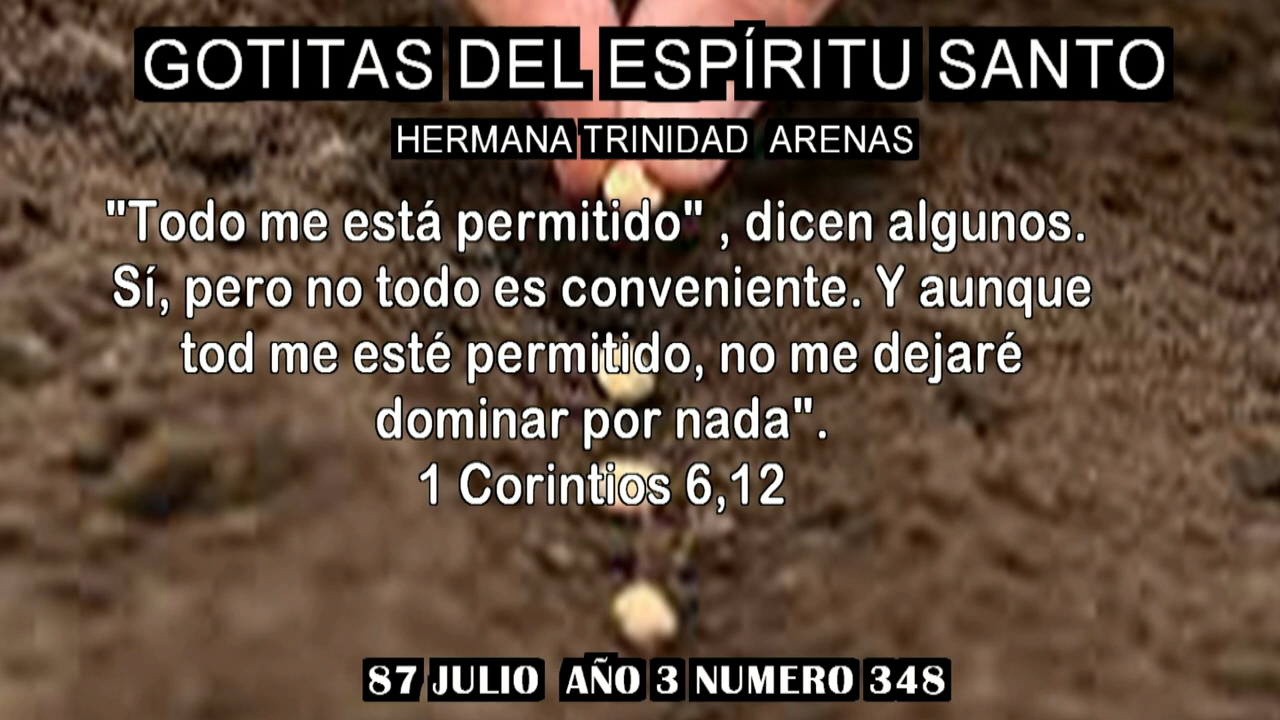 GOTITAS DEL ESPÍRITU SANTO
HERMANA TRINIDAD ARENAS
"Todo me está permitido" , dicen algunos.
Sí, pero no todo es conveniente. Y aunque
tod me esté permitido, no me dejaré
dominar por nada".
1 Corintios 6,12
87 JULIO AÑO 3 NUMERO 348